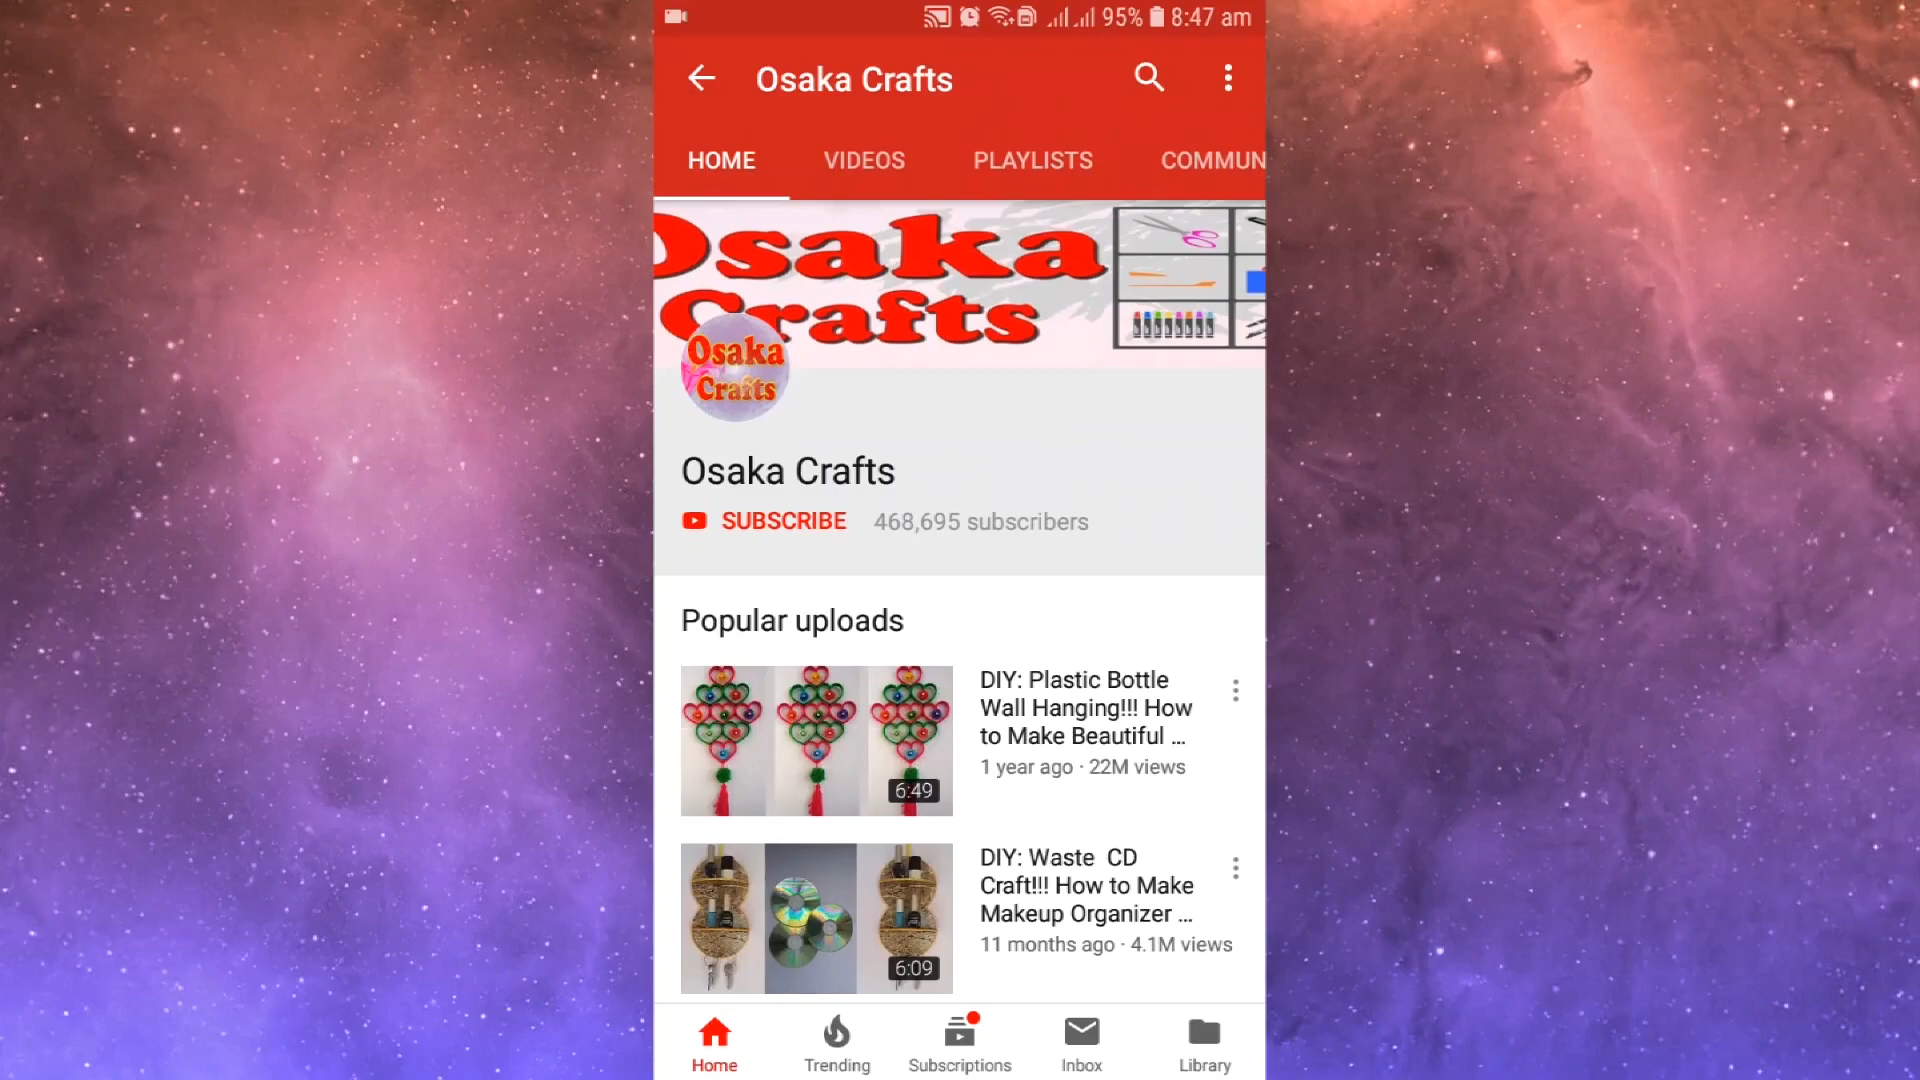 95% 8:47 am
Osaka Crafts
HOME VIDEOS PLAYLISTS COMMUN
Osaka
Crafts
Osaka
Crafts
Osaka Crafts
SUBSCRIBE 468,695 subscribers
Popular uploads
DIY: Plastic Bottle
Wall Hanging!!! How
to Make Beautiful ...
1 year ago · 22M views
6:49
DIY: Waste CD
Craft!!! How to Make
Makeup Organizer ...
11 months ago · 4.1M views
6:09
Home Trending Subscriptions Inbox Library